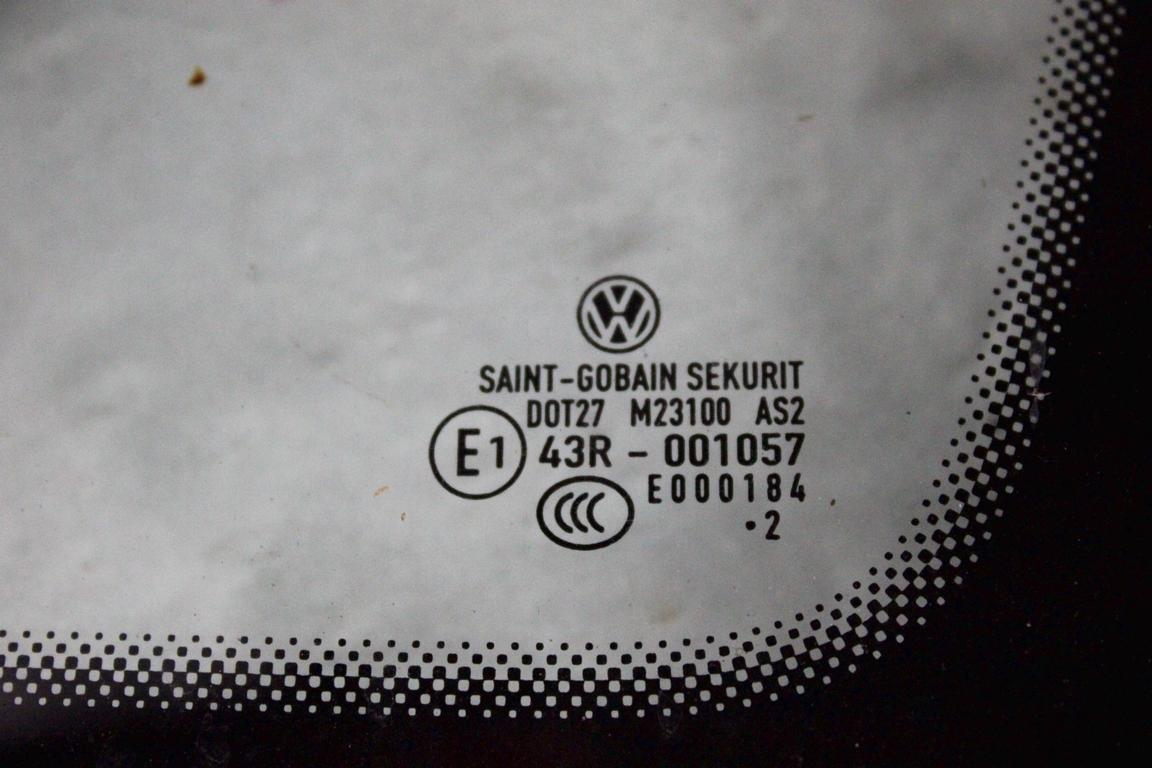 SAINT-GOBAIN SEKURIT
DOT27 M23100 AS2
E1 43R - 001057
E000184
·2